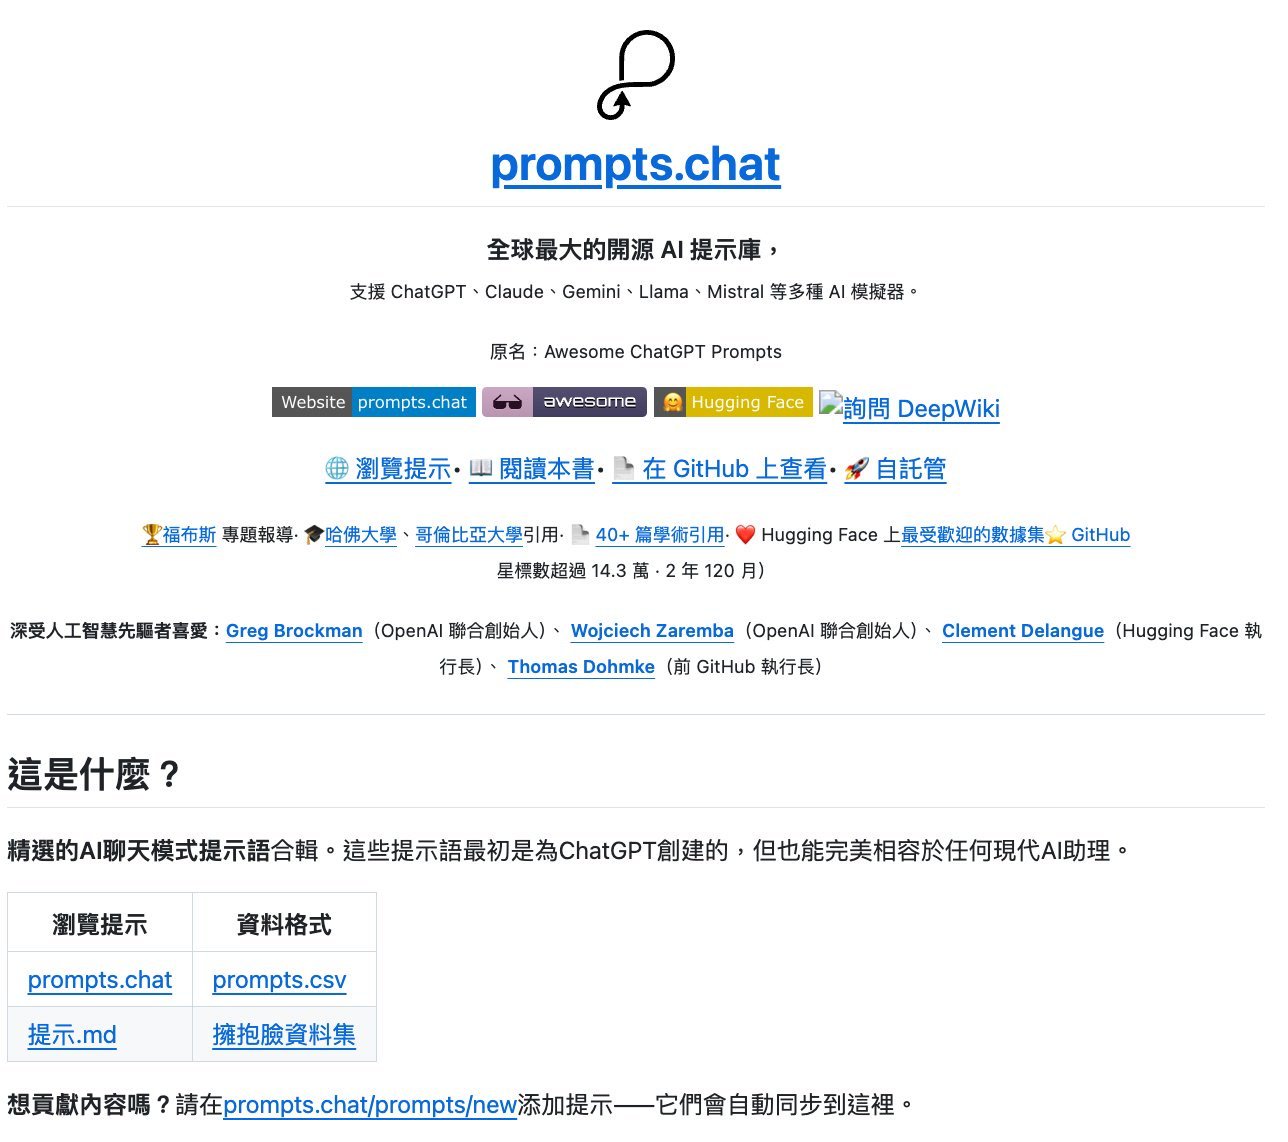 prompts.chat
全球最大的開源 AI 提示庫，
支援 ChatGPT、Claude、Gemini、Llama、Mistral 等多種 AI 模擬器。
原名：Awesome ChatGPT Prompts
Website prompts.chat awesome 🤗 Hugging Face 詢問 DeepWiki
🌐 瀏覽提示• 📖 閱讀本書• 📄 在 GitHub 上查看• 🚀 自託管
🏆福布斯 專題報導· 🎓哈佛大學、哥倫比亞大學引用· 📄 40+ 篇學術引用· ❤️ Hugging Face 上最受歡迎的數據集⭐ GitHub
星標數超過 14.3 萬 · 2 年 120 月）
深受人工智慧先驅者喜愛：Greg Brockman（OpenAI 聯合創始人）、 Wojciech Zaremba（OpenAI 聯合創始人）、 Clement Delangue（Hugging Face 執
行長）、 Thomas Dohmke（前 GitHub 執行長）
這是什麼？
精選的AI聊天模式提示語合輯。這些提示語最初是為ChatGPT創建的，但也能完美相容於任何現代AI助理。
瀏覽提示 資料格式
prompts.chat prompts.csv
提示.md 擁抱臉資料集
想貢獻內容嗎？請在prompts.chat/prompts/new添加提示——它們會自動同步到這裡。